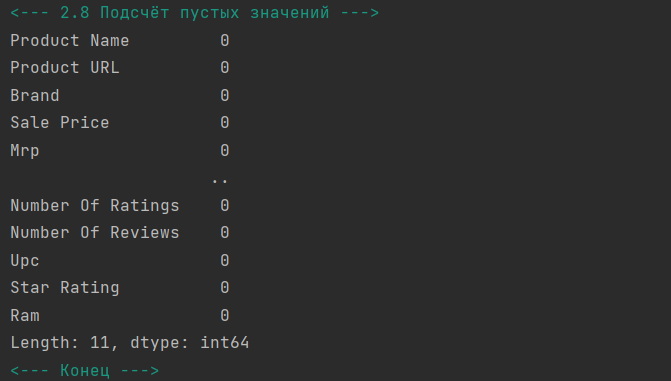 <--- 2.8 Подсчёт пустых значений --->
Product Name         0
Product URL          0
Brand                0
Sale Price           0
Mrp                  0
                    ..
Number Of Ratings    0
Number Of Reviews    0
Upc                  0
Star Rating          0
Ram                  0
Length: 11, dtype: int64
<--- Конец --->